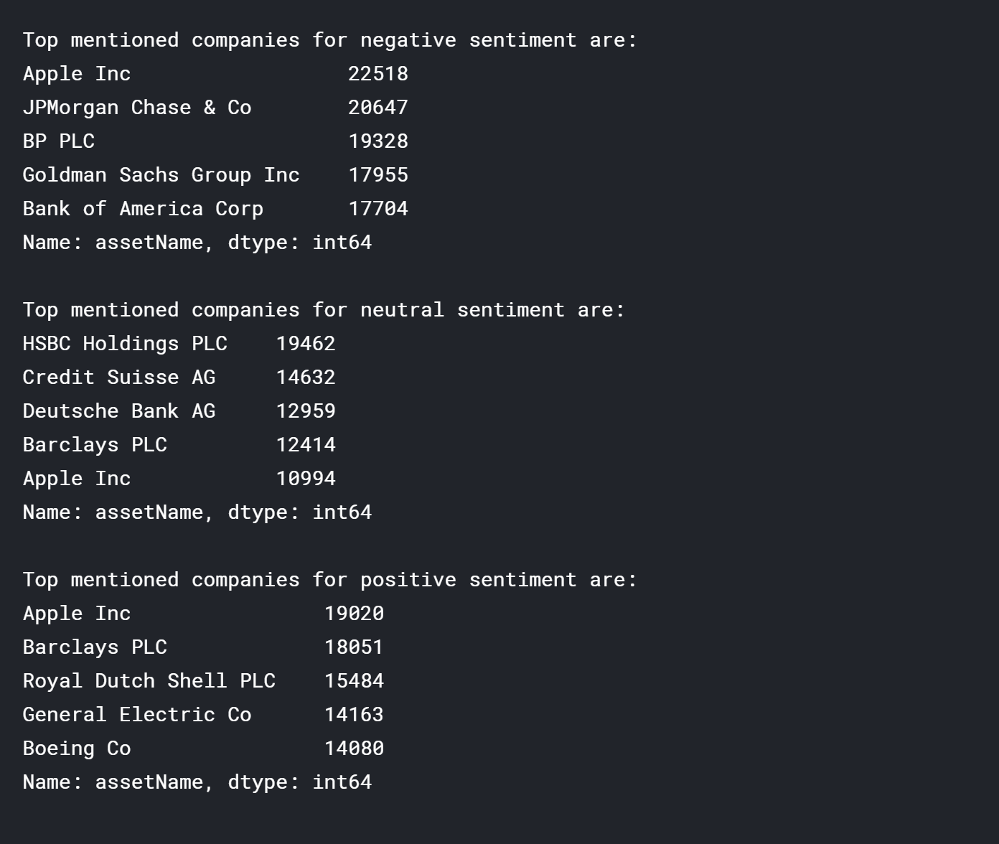 Top mentioned companies for negative sentiment are:
Apple Inc                  22518
JPMorgan Chase & Co        20647
BP PLC                     19328
Goldman Sachs Group Inc    17955
Bank of America Corp       17704
Name: assetName, dtype: int64

Top mentioned companies for neutral sentiment are:
HSBC Holdings PLC    19462
Credit Suisse AG     14632
Deutsche Bank AG     12959
Barclays PLC         12414
Apple Inc            10994
Name: assetName, dtype: int64

Top mentioned companies for positive sentiment are:
Apple Inc                19020
Barclays PLC             18051
Royal Dutch Shell PLC    15484
General Electric Co      14163
Boeing Co                14080
Name: assetName, dtype: int64